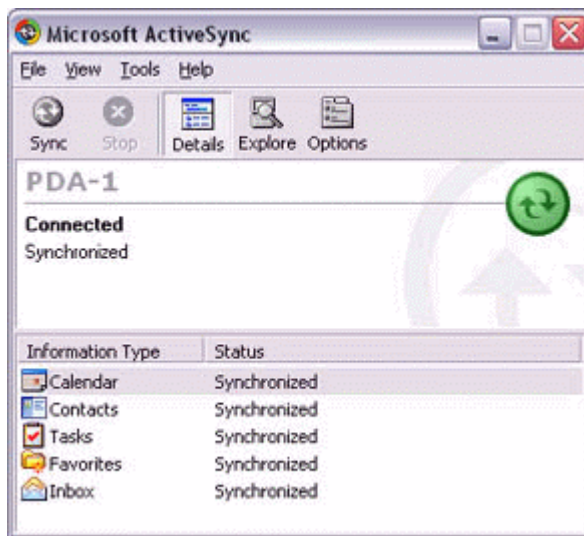 Microsoft ActiveSync
File View Tools Help
Sync Stop Details Explore Options
PDA-1
Connected
Synchronized
Information Type Status
Calendar Synchronized
Contacts Synchronized
Tasks Synchronized
Favorites Synchronized
Inbox Synchronized